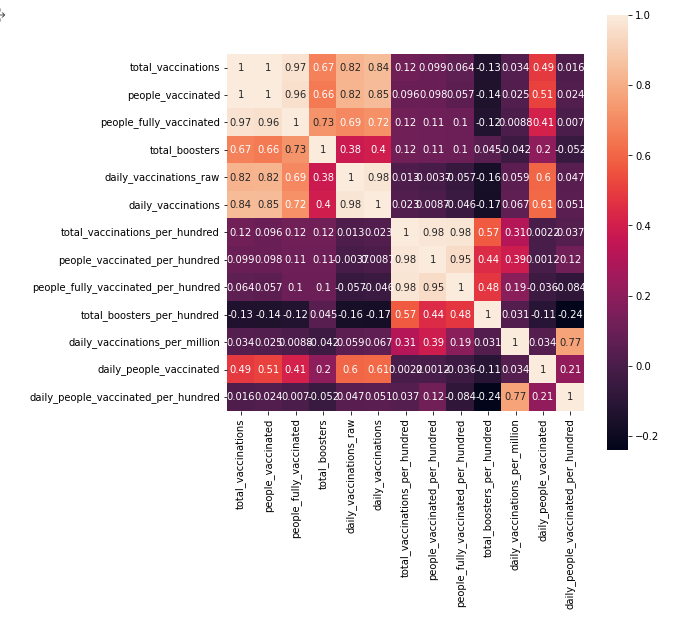 total_vaccinations 1 1 0.97 0.67 0.82 0.84 0.12 0.099 0.064 -0.13 0.034 0.49 0.016
people_vaccinated 1 1 0.96 0.66 0.82 0.85 0.096 0.098 0.057 -0.14 0.025 0.51 0.024
people_fully_vaccinated 0.97 0.96 1 0.73 0.69 0.72 0.12 0.11 0.1 -0.12 0.0088 0.41 0.007
total_boosters 0.67 0.66 0.73 1 0.38 0.4 0.12 0.11 0.1 0.045 -0.042 0.2 -0.052
daily_vaccinations_raw 0.82 0.82 0.69 0.38 1 0.98 0.013 -0.0037 -0.057 -0.16 0.059 0.6 0.047
daily_vaccinations 0.84 0.85 0.72 0.4 0.98 1 0.023 0.0087 -0.046 -0.17 0.067 0.61 0.051
total_vaccinations_per_hundred 0.12 0.096 0.12 0.12 0.013 0.023 1 0.98 0.98 0.57 0.31 0.0022 0.037
people_vaccinated_per_hundred 0.099 0.098 0.11 0.11 -0.0037 0.0087 0.98 1 0.95 0.44 0.39 0.0012 0.12
people_fully_vaccinated_per_hundred 0.064 0.057 0.1 0.1 -0.057 -0.046 0.98 0.95 1 0.48 0.19 -0.036 -0.084
total_boosters_per_hundred -0.13 -0.14 -0.12 0.045 -0.16 -0.17 0.57 0.44 0.48 1 0.031 -0.11 -0.24
daily_vaccinations_per_million 0.034 0.025 0.0088 -0.042 0.059 0.067 0.31 0.39 0.19 0.031 1 0.034 0.77
daily_people_vaccinated 0.49 0.51 0.41 0.2 0.6 0.61 0.0022 0.0012 -0.036 -0.11 0.034 1 0.21
daily_people_vaccinated_per_hundred 0.016 0.024 0.007 -0.052 0.047 0.051 0.037 0.12 -0.084 -0.24 0.77 0.21 1
total_vaccinations
people_vaccinated
people_fully_vaccinated
total_boosters
daily_vaccinations_raw
daily_vaccinations
total_vaccinations_per_hundred
people_vaccinated_per_hundred
people_fully_vaccinated_per_hundred
total_boosters_per_hundred
daily_vaccinations_per_million
daily_people_vaccinated
daily_people_vaccinated_per_hundred
1.0
0.8
0.6
0.4
0.2
0.0
−0.2